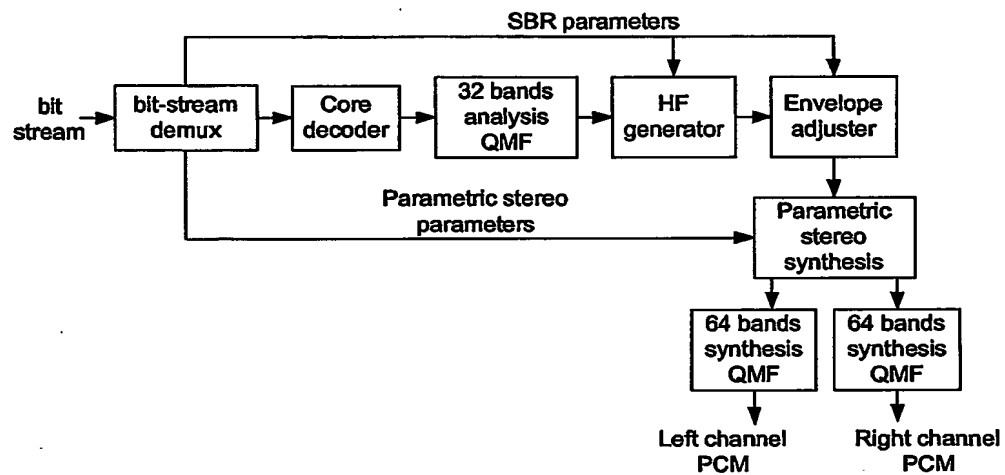 SBR parameters
bit
stream
bit-stream
demux
Core
decoder
32 bands
analysis
QMF
HF
generator
Envelope
adjuster
Parametric stereo
parameters
Parametric
stereo
synthesis
64 bands
synthesis
QMF
64 bands
synthesis
QMF
Left channel
PCM
Right channel
PCM